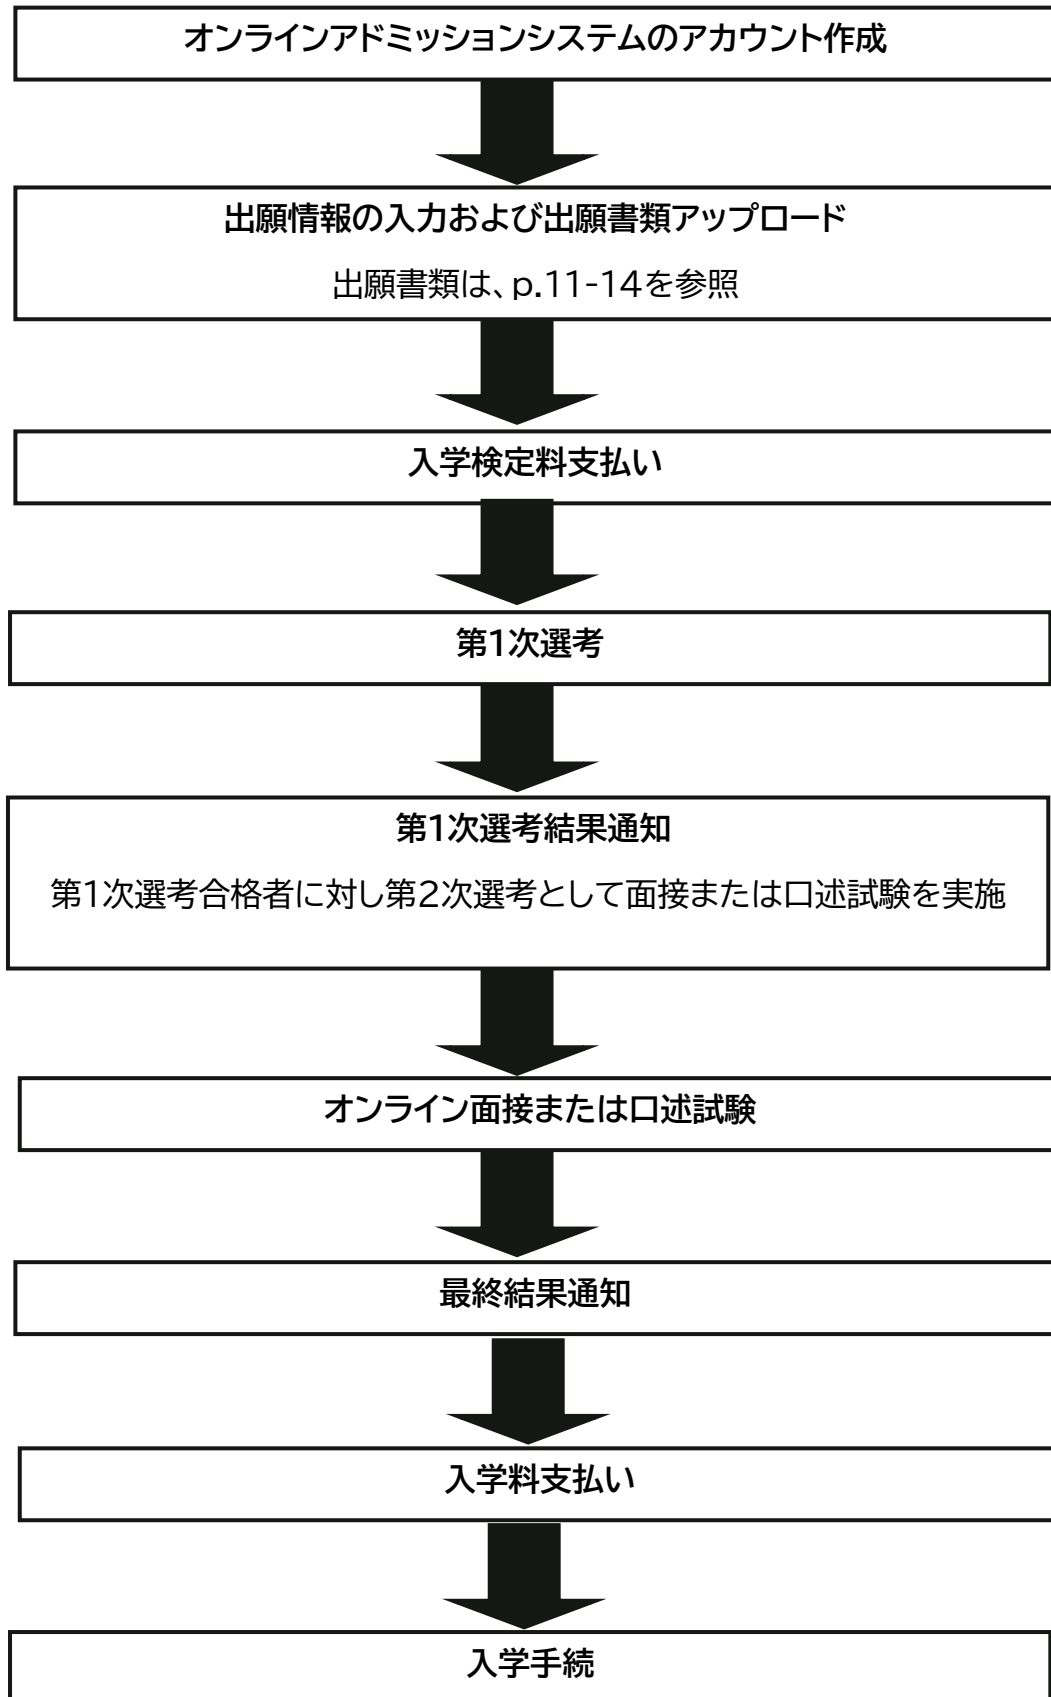 オンラインアドミッションシステムのアカウント作成
出願情報の入力および出願書類アップロード
出願書類は、p.11-14を参照
入学検定料支払い
第1次選考
第1次選考結果通知
第1次選考合格者に対し第2次選考として面接または口述試験を実施
オンライン面接または口述試験
最終結果通知
入学料支払い
入学手続